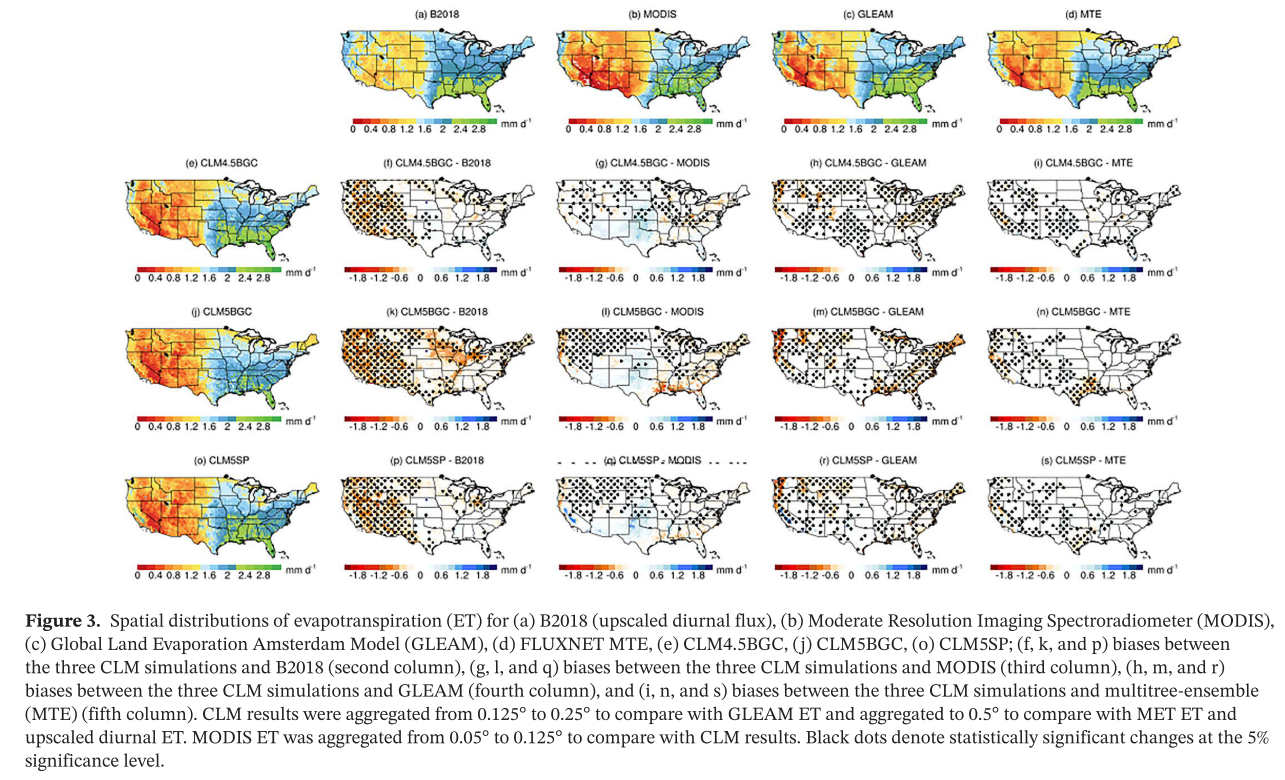 (a) B2018 (b) MODIS (c) GLEAM (d) MTE
0 0.4 0.8 1.2 1.6 2 2.4 2.8 mm d-1 0 0.4 0.8 1.2 1.6 2 2.4 2.8 mm d-1 0 0.4 0.8 1.2 1.6 2 2.4 2.8 mm d-1 0 0.4 0.8 1.2 1.6 2 2.4 2.8 mm d-1
(e) CLM4.5BGC (f) CLM4.5BGC - B2018 (g) CLM4.5BGC - MODIS (h) CLM4.5BGC - GLEAM (i) CLM4.5BGC - MTE
0 0.4 0.8 1.2 1.6 2 2.4 2.8 mm d-1 -1.8 -1.2 -0.6 0 0.6 1.2 1.8 mm d-1 -1.8 -1.2 -0.6 0 0.6 1.2 1.8 mm d-1 -1.8 -1.2 -0.6 0 0.6 1.2 1.8 mm d-1 -1.8 -1.2 -0.6 0 0.6 1.2 1.8 mm d-1
(j) CLM5BGC (k) CLM5BGC - B2018 (l) CLM5BGC - MODIS (m) CLM5BGC - GLEAM (n) CLM5BGC - MTE
0 0.4 0.8 1.2 1.6 2 2.4 2.8 mm d-1 -1.8 -1.2 -0.6 0 0.6 1.2 1.8 mm d-1 -1.8 -1.2 -0.6 0 0.6 1.2 1.8 mm d-1 -1.8 -1.2 -0.6 0 0.6 1.2 1.8 mm d-1 -1.8 -1.2 -0.6 0 0.6 1.2 1.8 mm d-1
(o) CLM5SP (p) CLM5SP - B2018 (q) CLM5SP - MODIS (r) CLM5SP - GLEAM (s) CLM5SP - MTE
0 0.4 0.8 1.2 1.6 2 2.4 2.8 mm d-1 -1.8 -1.2 -0.6 0 0.6 1.2 1.8 mm d-1 -1.8 -1.2 -0.6 0 0.6 1.2 1.8 mm d-1 -1.8 -1.2 -0.6 0 0.6 1.2 1.8 mm d-1 -1.8 -1.2 -0.6 0 0.6 1.2 1.8 mm d-1
Figure 3. Spatial distributions of evapotranspiration (ET) for (a) B2018 (upscaled diurnal flux), (b) Moderate Resolution Imaging Spectroradiometer (MODIS),
(c) Global Land Evaporation Amsterdam Model (GLEAM), (d) FLUXNET MTE, (e) CLM4.5BGC, (j) CLM5BGC, (o) CLM5SP; (f, k, and p) biases between
the three CLM simulations and B2018 (second column), (g, l, and q) biases between the three CLM simulations and MODIS (third column), (h, m, and r)
biases between the three CLM simulations and GLEAM (fourth column), and (i, n, and s) biases between the three CLM simulations and multitree-ensemble
(MTE) (fifth column). CLM results were aggregated from 0.125° to 0.25° to compare with GLEAM ET and aggregated to 0.5° to compare with MET ET and
upscaled diurnal ET. MODIS ET was aggregated from 0.05° to 0.125° to compare with CLM results. Black dots denote statistically significant changes at the 5%
significance level.